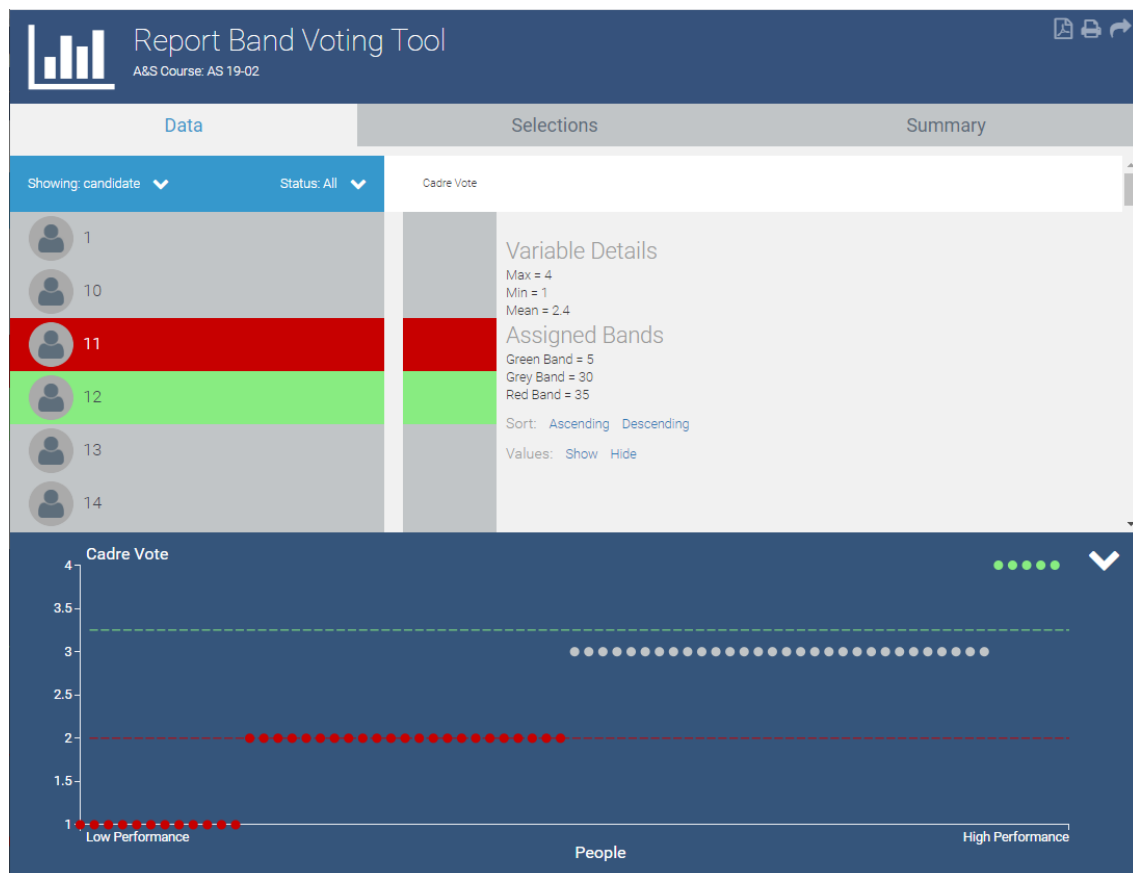 Report Band Voting Tool
A&S Course: AS 19-02
Data Selections Summary
Showing: candidate Status: All Cadre Vote
1
10
11
12
13
14
Variable Details
Max = 4
Min = 1
Mean = 2.4
Assigned Bands
Green Band = 5
Grey Band = 30
Red Band = 35
Sort: Ascending Descending
Values: Show Hide
Cadre Vote
4
3.5
3
2.5
2
1.5
1
Low Performance High Performance
People